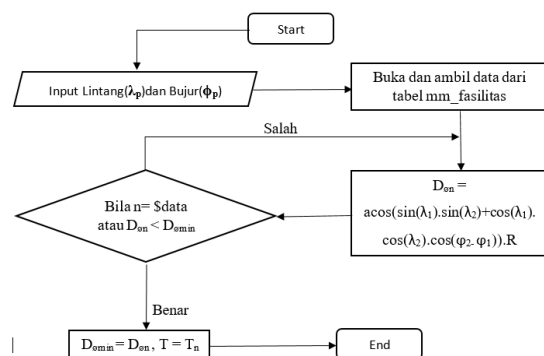 Start
Input Lintang(λₚ)dan Bujur(ϕₚ)
Buka dan ambil data dari
tabel mm_fasilitas
Salah
Dₒₙ =
acos(sin(λ₁).sin(λ₂)+cos(λ₁).
cos(λ₂).cos(φ₂- φ₁)).R
Bila n= $data
atau Dₒₙ < Dₒₘᵢₙ
Benar
Dₒₘᵢₙ = Dₒₙ , T = Tₙ
End